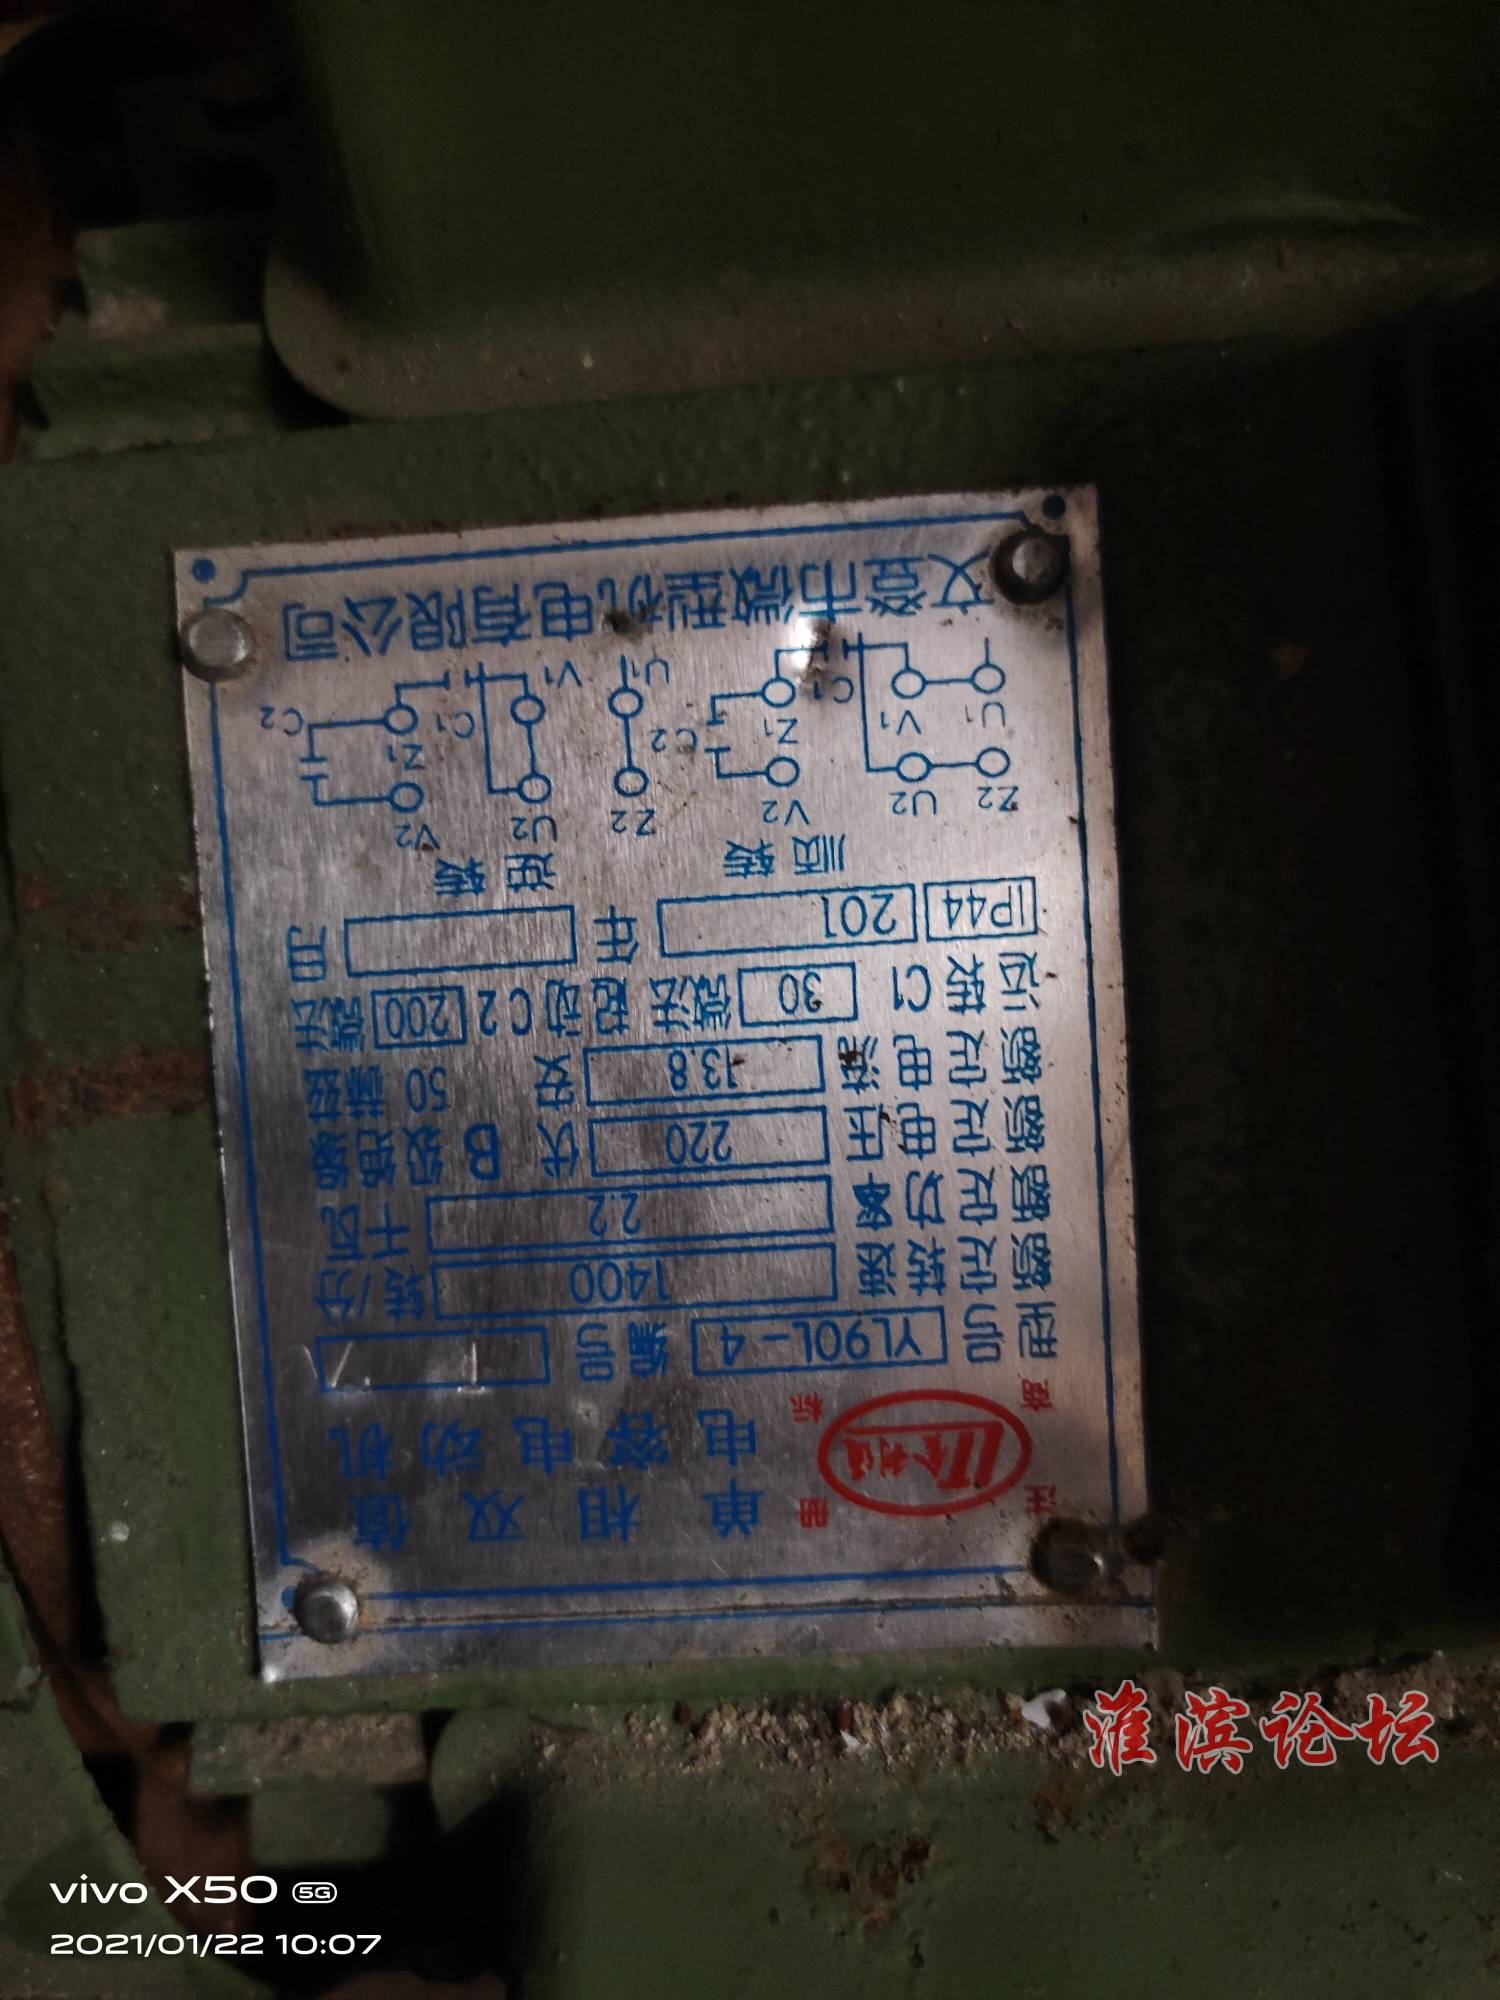 单相双值
电容电动机
注册商标
金利信
型号 YL90L-4 编号
额定转速 1400 转/分
额定功率 2.2 千瓦
额定电压 220 伏 B级绝缘
额定电流 13.8 安 50赫兹
运转C1 30 微法 起动C2 200 微法
IP44 201 年 月
顺转 逆转
Z2 U2 V2 Z2 U2 V2
U1 V1 Z1 C1 C2 U1 V1 Z1 C1 C2
文登市微型机电有限公司
淮滨论坛
vivo X50 5G
2021/01/22 10:07